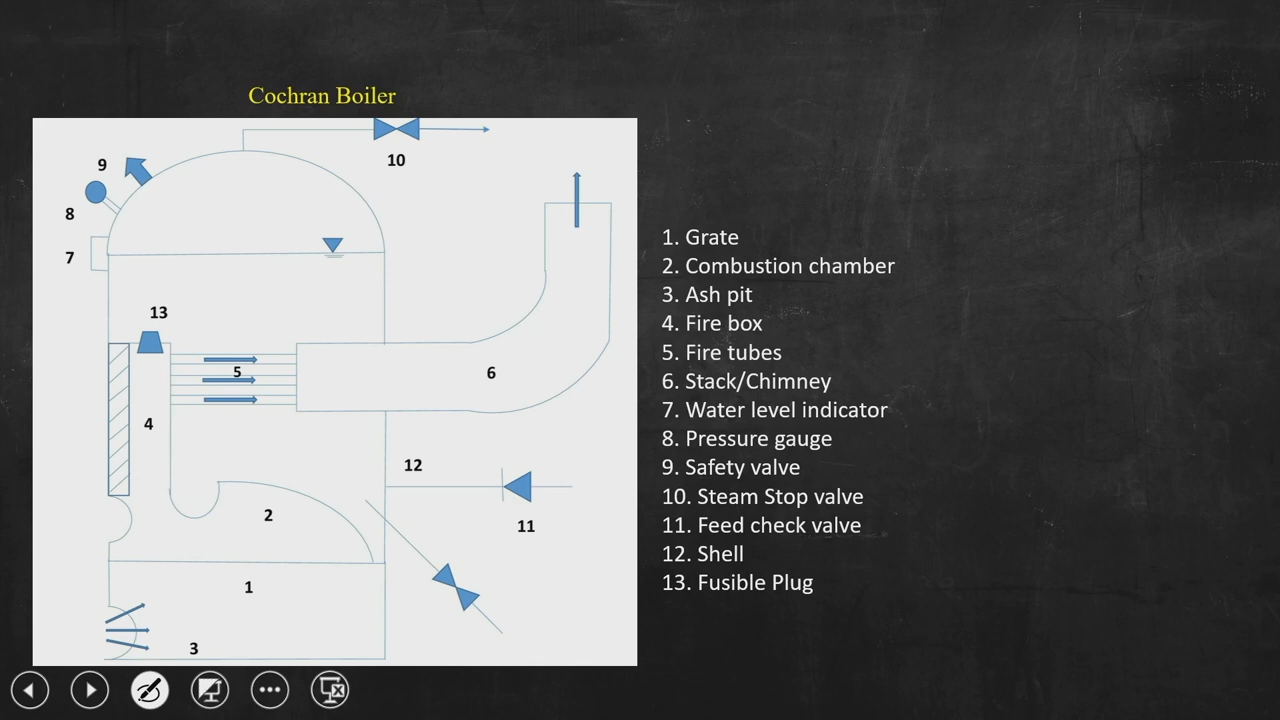 Cochran Boiler
9
10
8
7
13
5
6
4
12
2
11
1
3
1. Grate
2. Combustion chamber
3. Ash pit
4. Fire box
5. Fire tubes
6. Stack/Chimney
7. Water level indicator
8. Pressure gauge
9. Safety valve
10. Steam Stop valve
11. Feed check valve
12. Shell
13. Fusible Plug